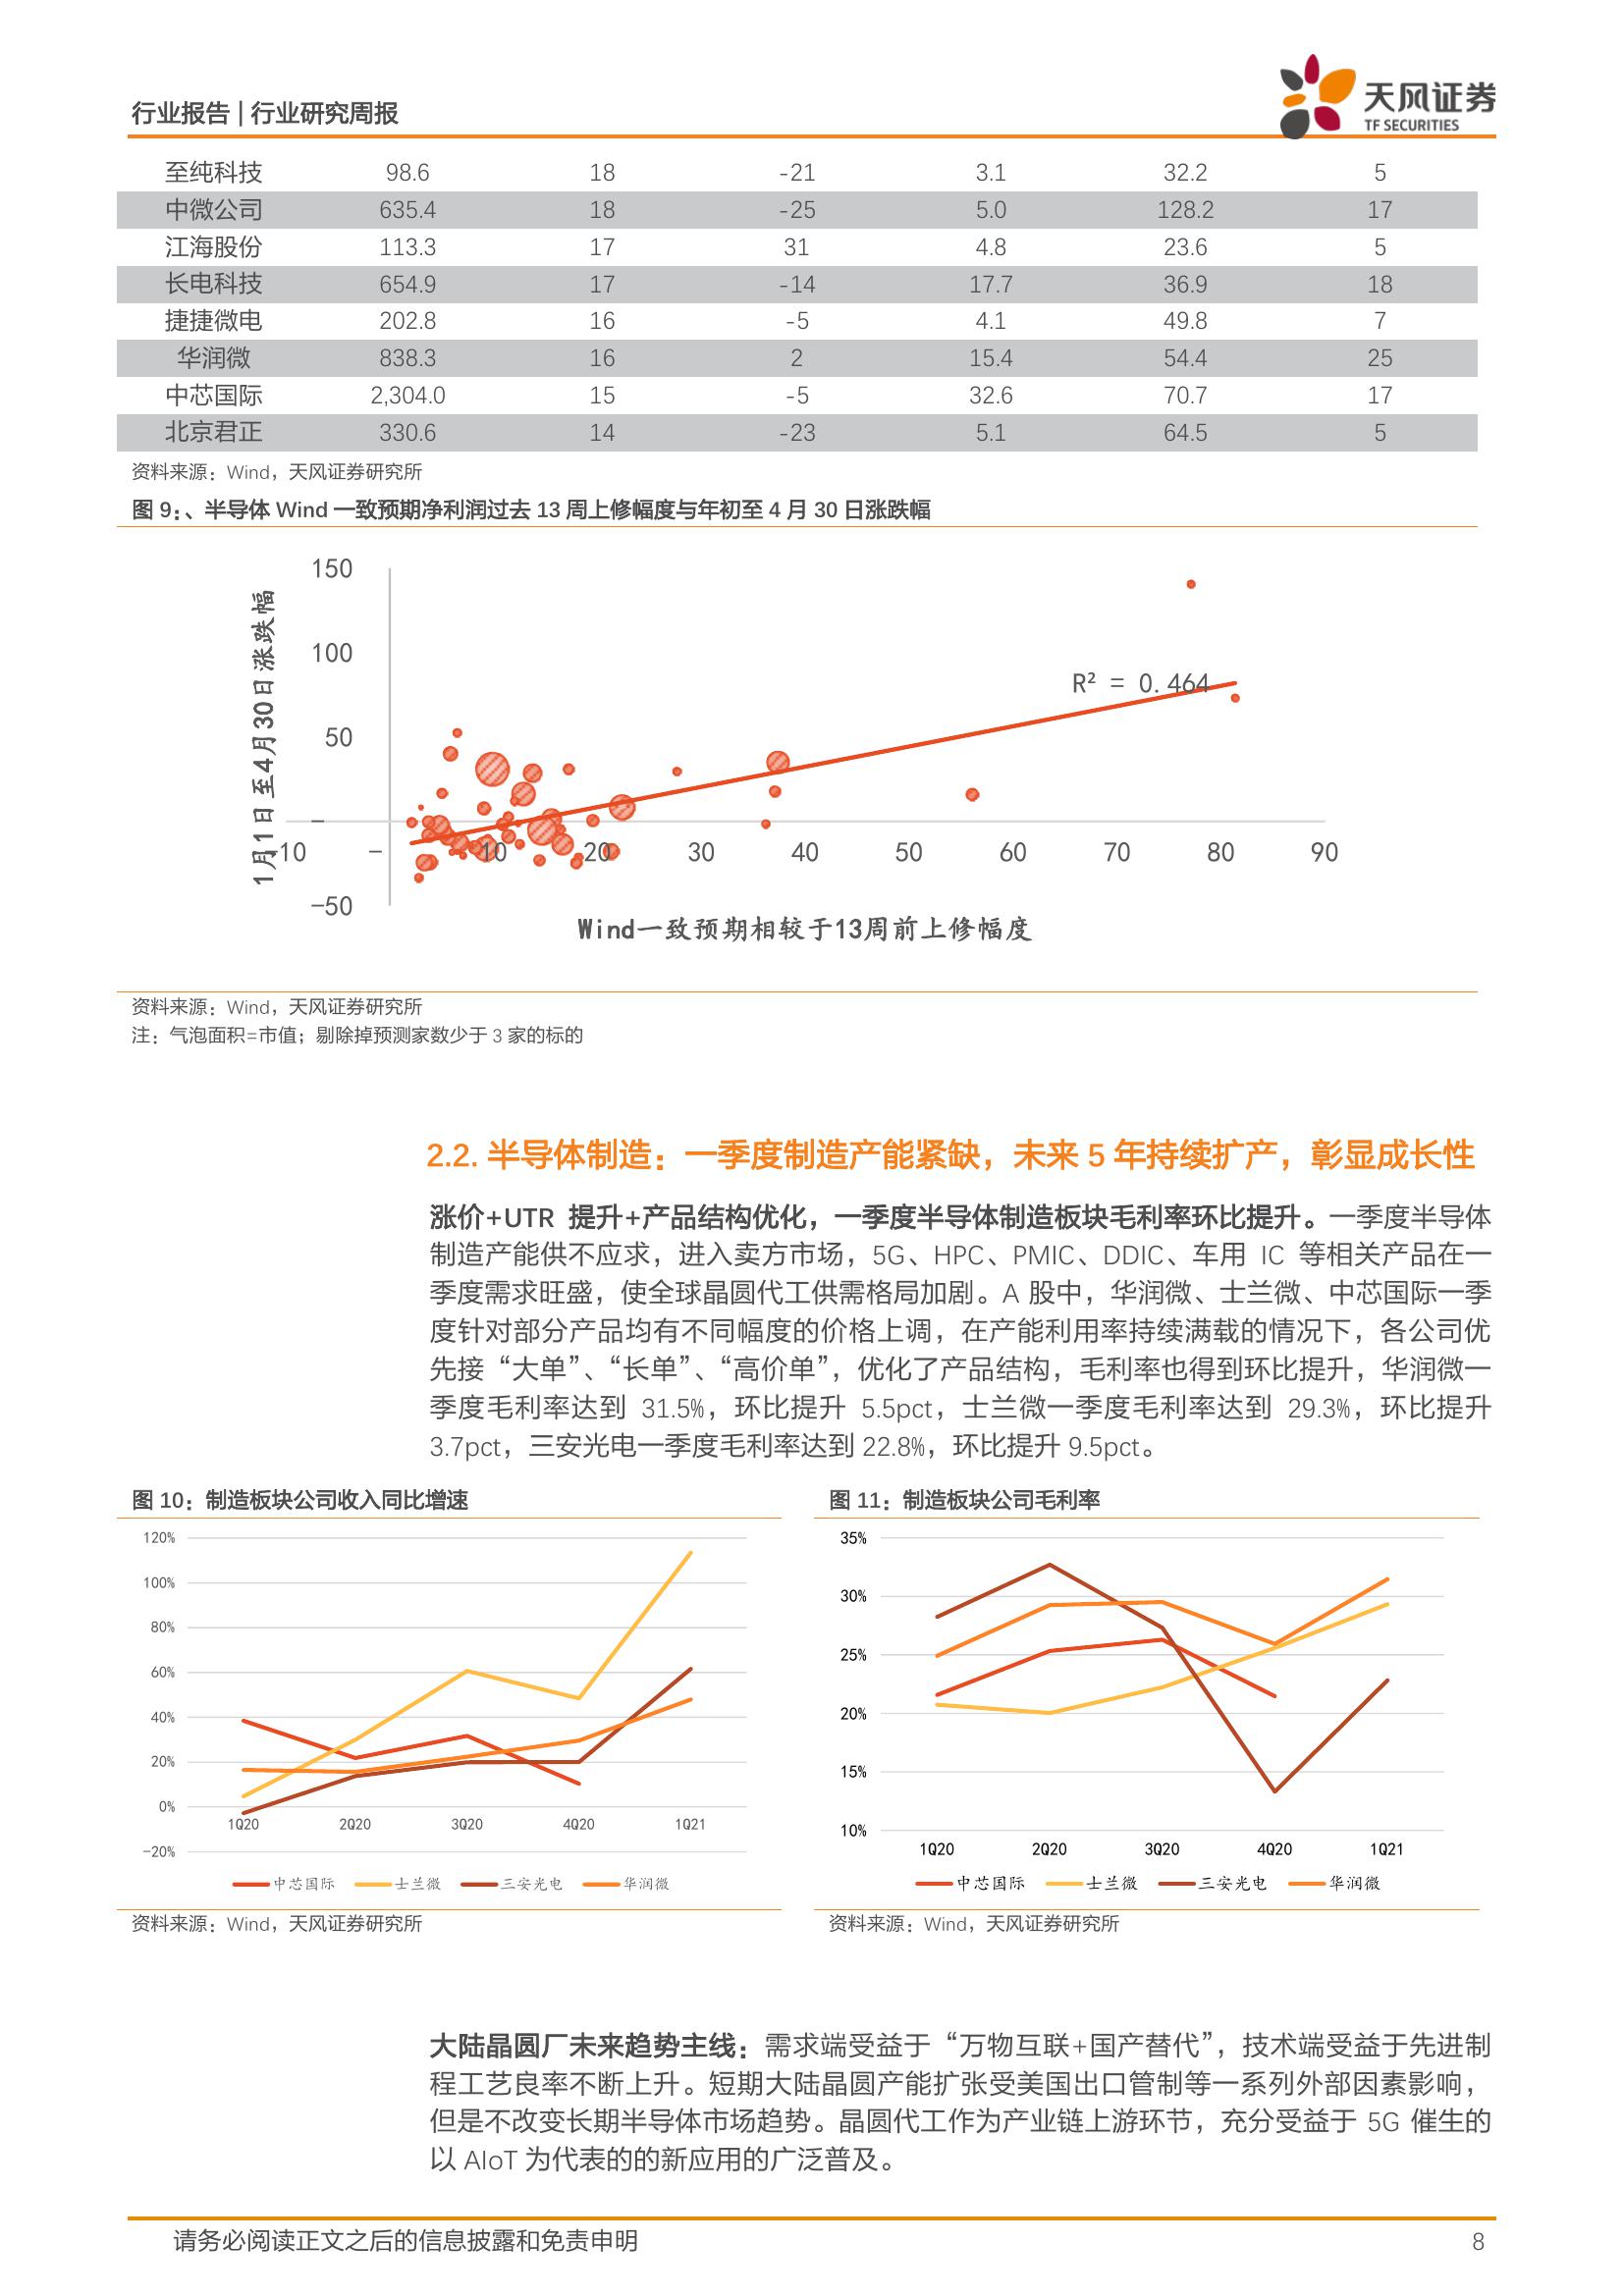 行业报告 | 行业研究周报
天风证券
TF SECURITIES
至纯科技 98.6 18 -21 3.1 32.2 5
中微公司 635.4 18 -25 5.0 128.2 17
江海股份 113.3 17 31 4.8 23.6 5
长电科技 654.9 17 -14 17.7 36.9 18
捷捷微电 202.8 16 -5 4.1 49.8 7
华润微 838.3 16 2 15.4 54.4 25
中芯国际 2,304.0 15 -5 32.6 70.7 17
北京君正 330.6 14 -23 5.1 64.5 5
资料来源：Wind，天风证券研究所
图 9：、半导体 Wind 一致预期净利润过去 13 周上修幅度与年初至 4 月 30 日涨跌幅
1月1日至4月30日涨跌幅
150
100
50
–
-50
R² = 0.464
-10 – 10 20 30 40 50 60 70 80 90
Wind一致预期相较于13周前上修幅度
资料来源：Wind，天风证券研究所
注：气泡面积=市值；剔除掉预测家数少于 3 家的标的
2.2. 半导体制造：一季度制造产能紧缺，未来 5 年持续扩产，彰显成长性
涨价+UTR 提升+产品结构优化，一季度半导体制造板块毛利率环比提升。一季度半导体
制造产能供不应求，进入卖方市场，5G、HPC、PMIC、DDIC、车用 IC 等相关产品在一
季度需求旺盛，使全球晶圆代工供需格局加剧。A 股中，华润微、士兰微、中芯国际一季
度针对部分产品均有不同幅度的价格上调，在产能利用率持续满载的情况下，各公司优
先接“大单”、“长单”、“高价单”，优化了产品结构，毛利率也得到环比提升，华润微一
季度毛利率达到 31.5%，环比提升 5.5pct，士兰微一季度毛利率达到 29.3%，环比提升
3.7pct，三安光电一季度毛利率达到 22.8%，环比提升 9.5pct。
图 10：制造板块公司收入同比增速
120%
100%
80%
60%
40%
20%
0%
-20%
1Q20 2Q20 3Q20 4Q20 1Q21
中芯国际 士兰微 三安光电 华润微
资料来源：Wind，天风证券研究所
图 11：制造板块公司毛利率
35%
30%
25%
20%
15%
10%
1Q20 2Q20 3Q20 4Q20 1Q21
中芯国际 士兰微 三安光电 华润微
资料来源：Wind，天风证券研究所
大陆晶圆厂未来趋势主线：需求端受益于“万物互联+国产替代”，技术端受益于先进制
程工艺良率不断上升。短期大陆晶圆产能扩张受美国出口管制等一系列外部因素影响，
但是不改变长期半导体市场趋势。晶圆代工作为产业链上游环节，充分受益于 5G 催生的
以 AIoT 为代表的的新应用的广泛普及。
请务必阅读正文之后的信息披露和免责申明 8